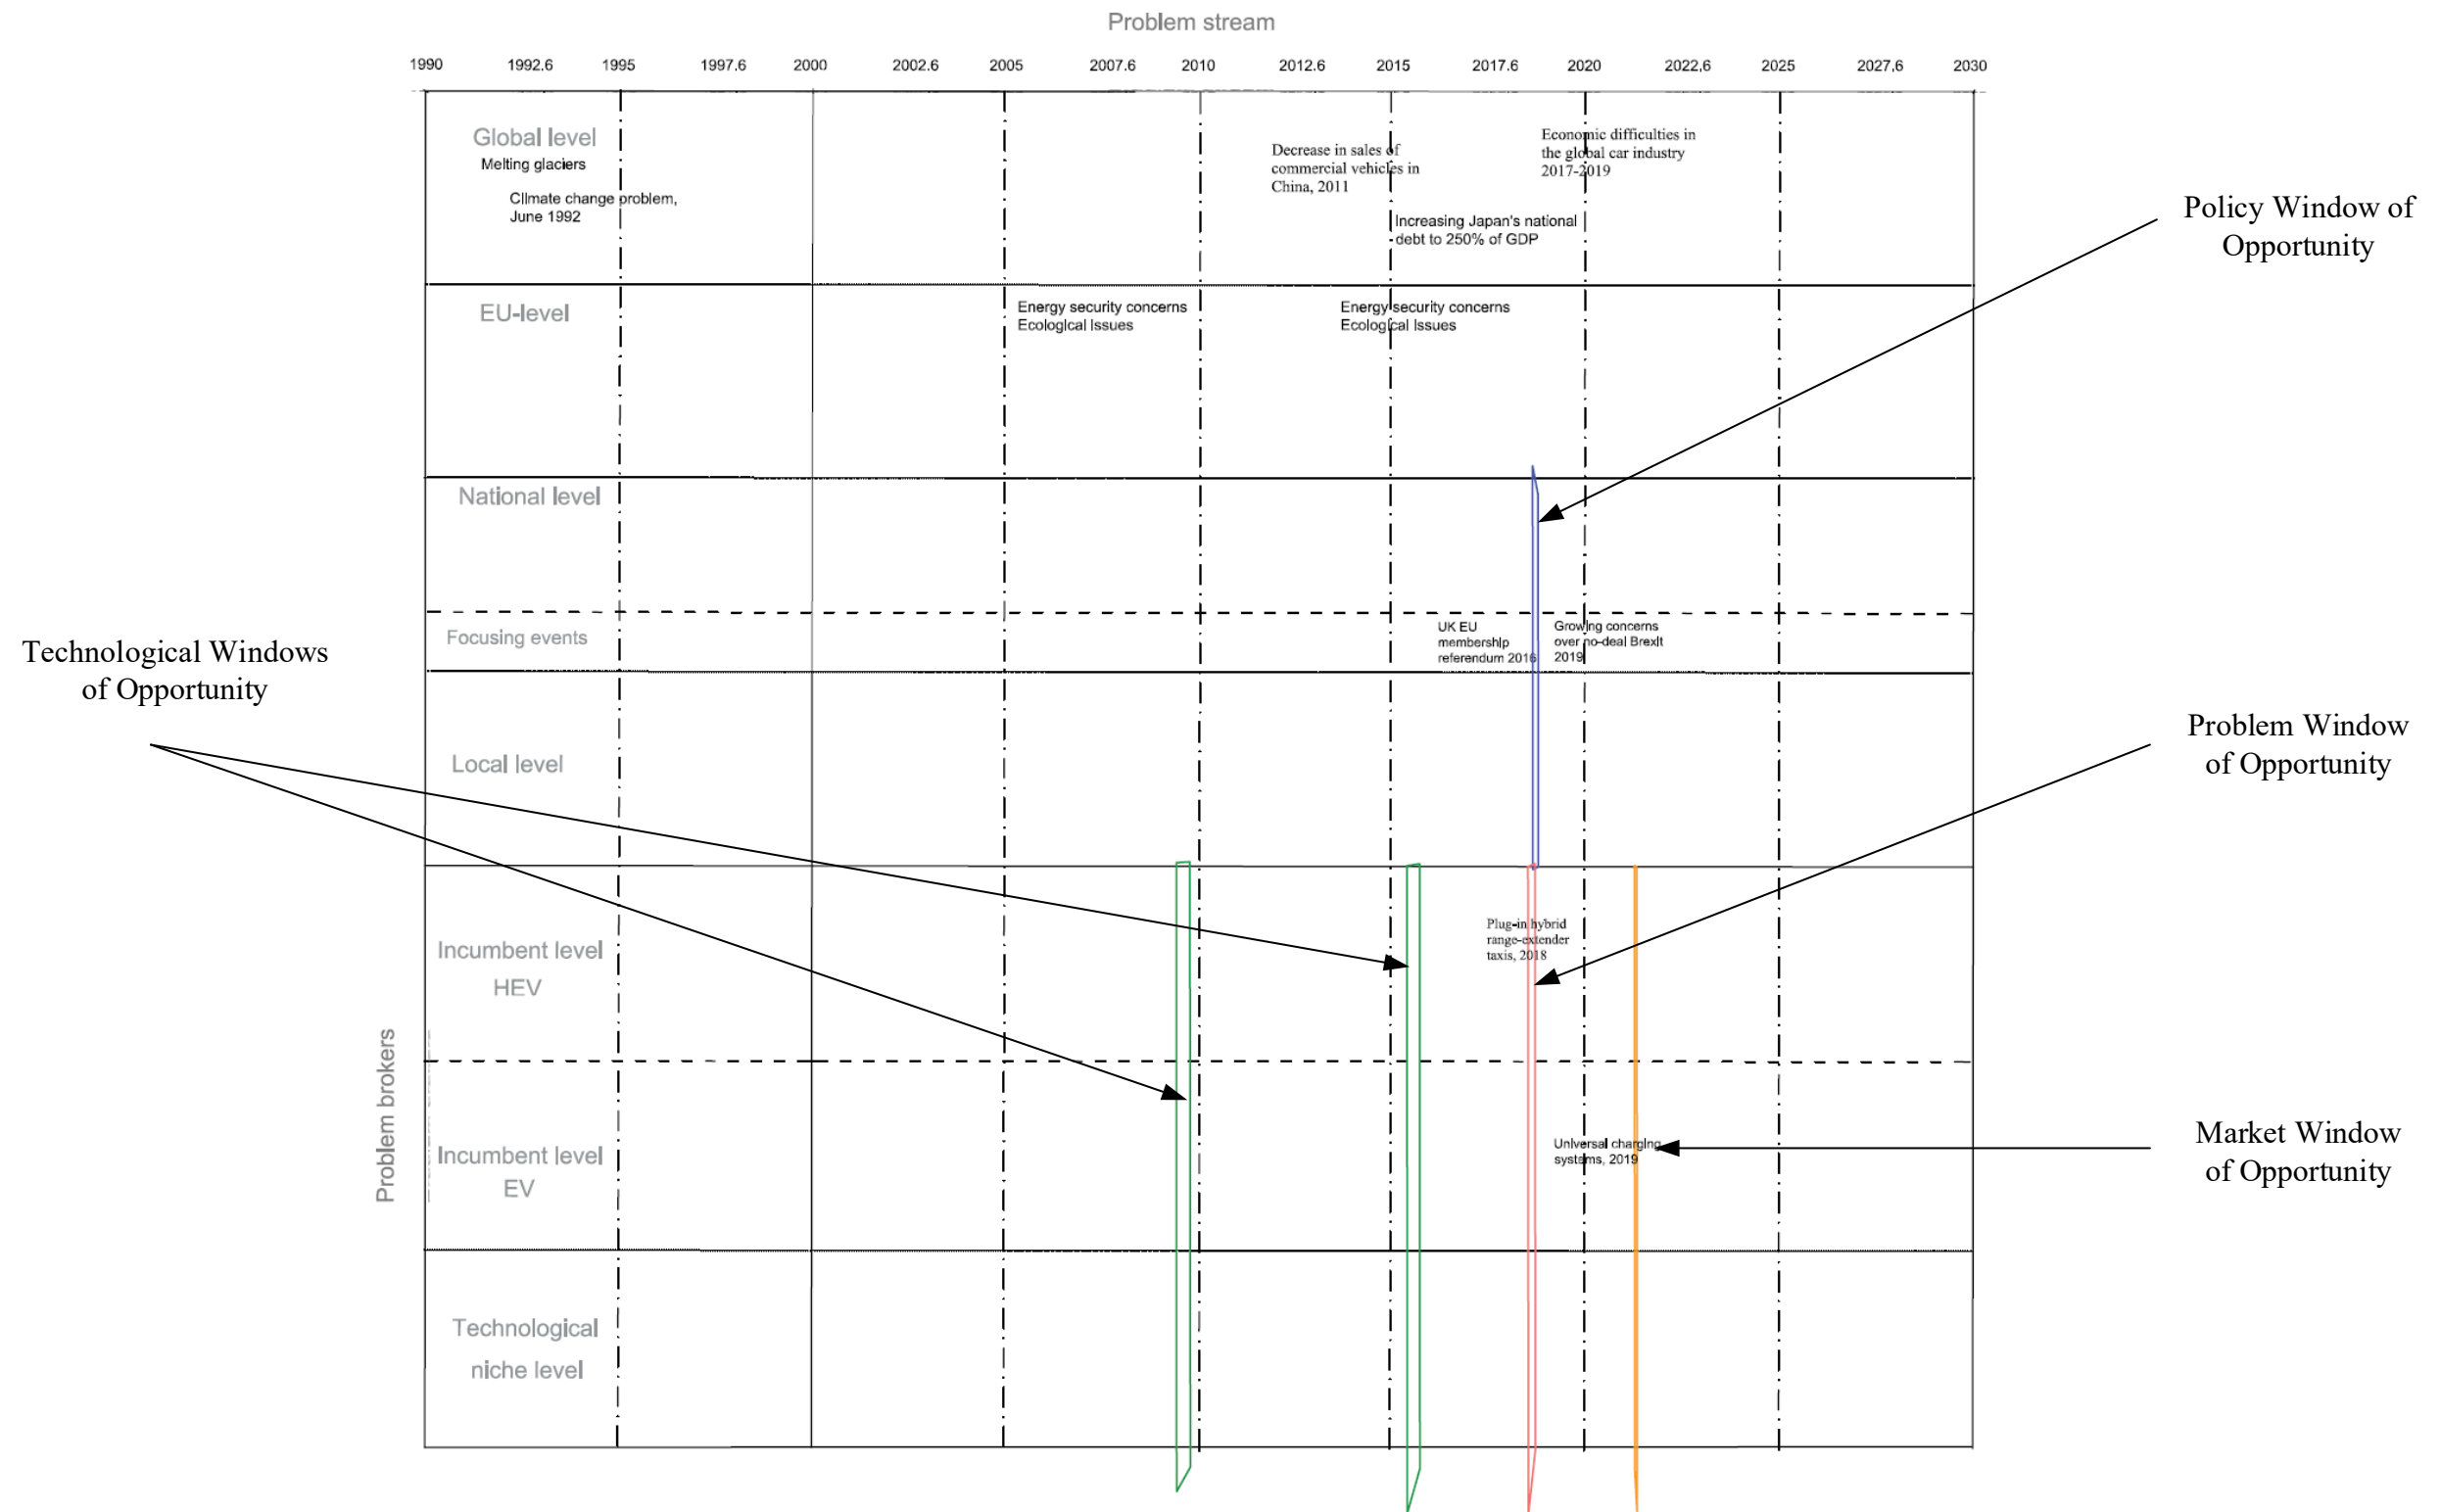 Problem stream
1990 1992.6 1995 1997.6 2000 2002.6 2005 2007.6 2010 2012.6 2015 2017.6 2020 2022,6 2025 2027,6 2030
Global level
Melting glaciers
Climate change problem,
June 1992
Decrease in sales of
commercial vehicles in
China, 2011
Economic difficulties in
the global car industry
2017-2019
Increasing Japan's national
debt to 250% of GDP
Policy Window of
Opportunity
EU-level
Energy security concerns
Ecological Issues
Energy security concerns
Ecological Issues
National level
Focusing events
UK EU
membership
referendum 2016
Growing concerns
over no-deal Brexit
2019
Technological Windows
of Opportunity
Local level
Problem Window
of Opportunity
Problem brokers
Incumbent level
HEV
Plug-in hybrid
range-extender
taxis, 2018
Incumbent level
EV
Universal charging
systems, 2019
Market Window
of Opportunity
Technological
niche level